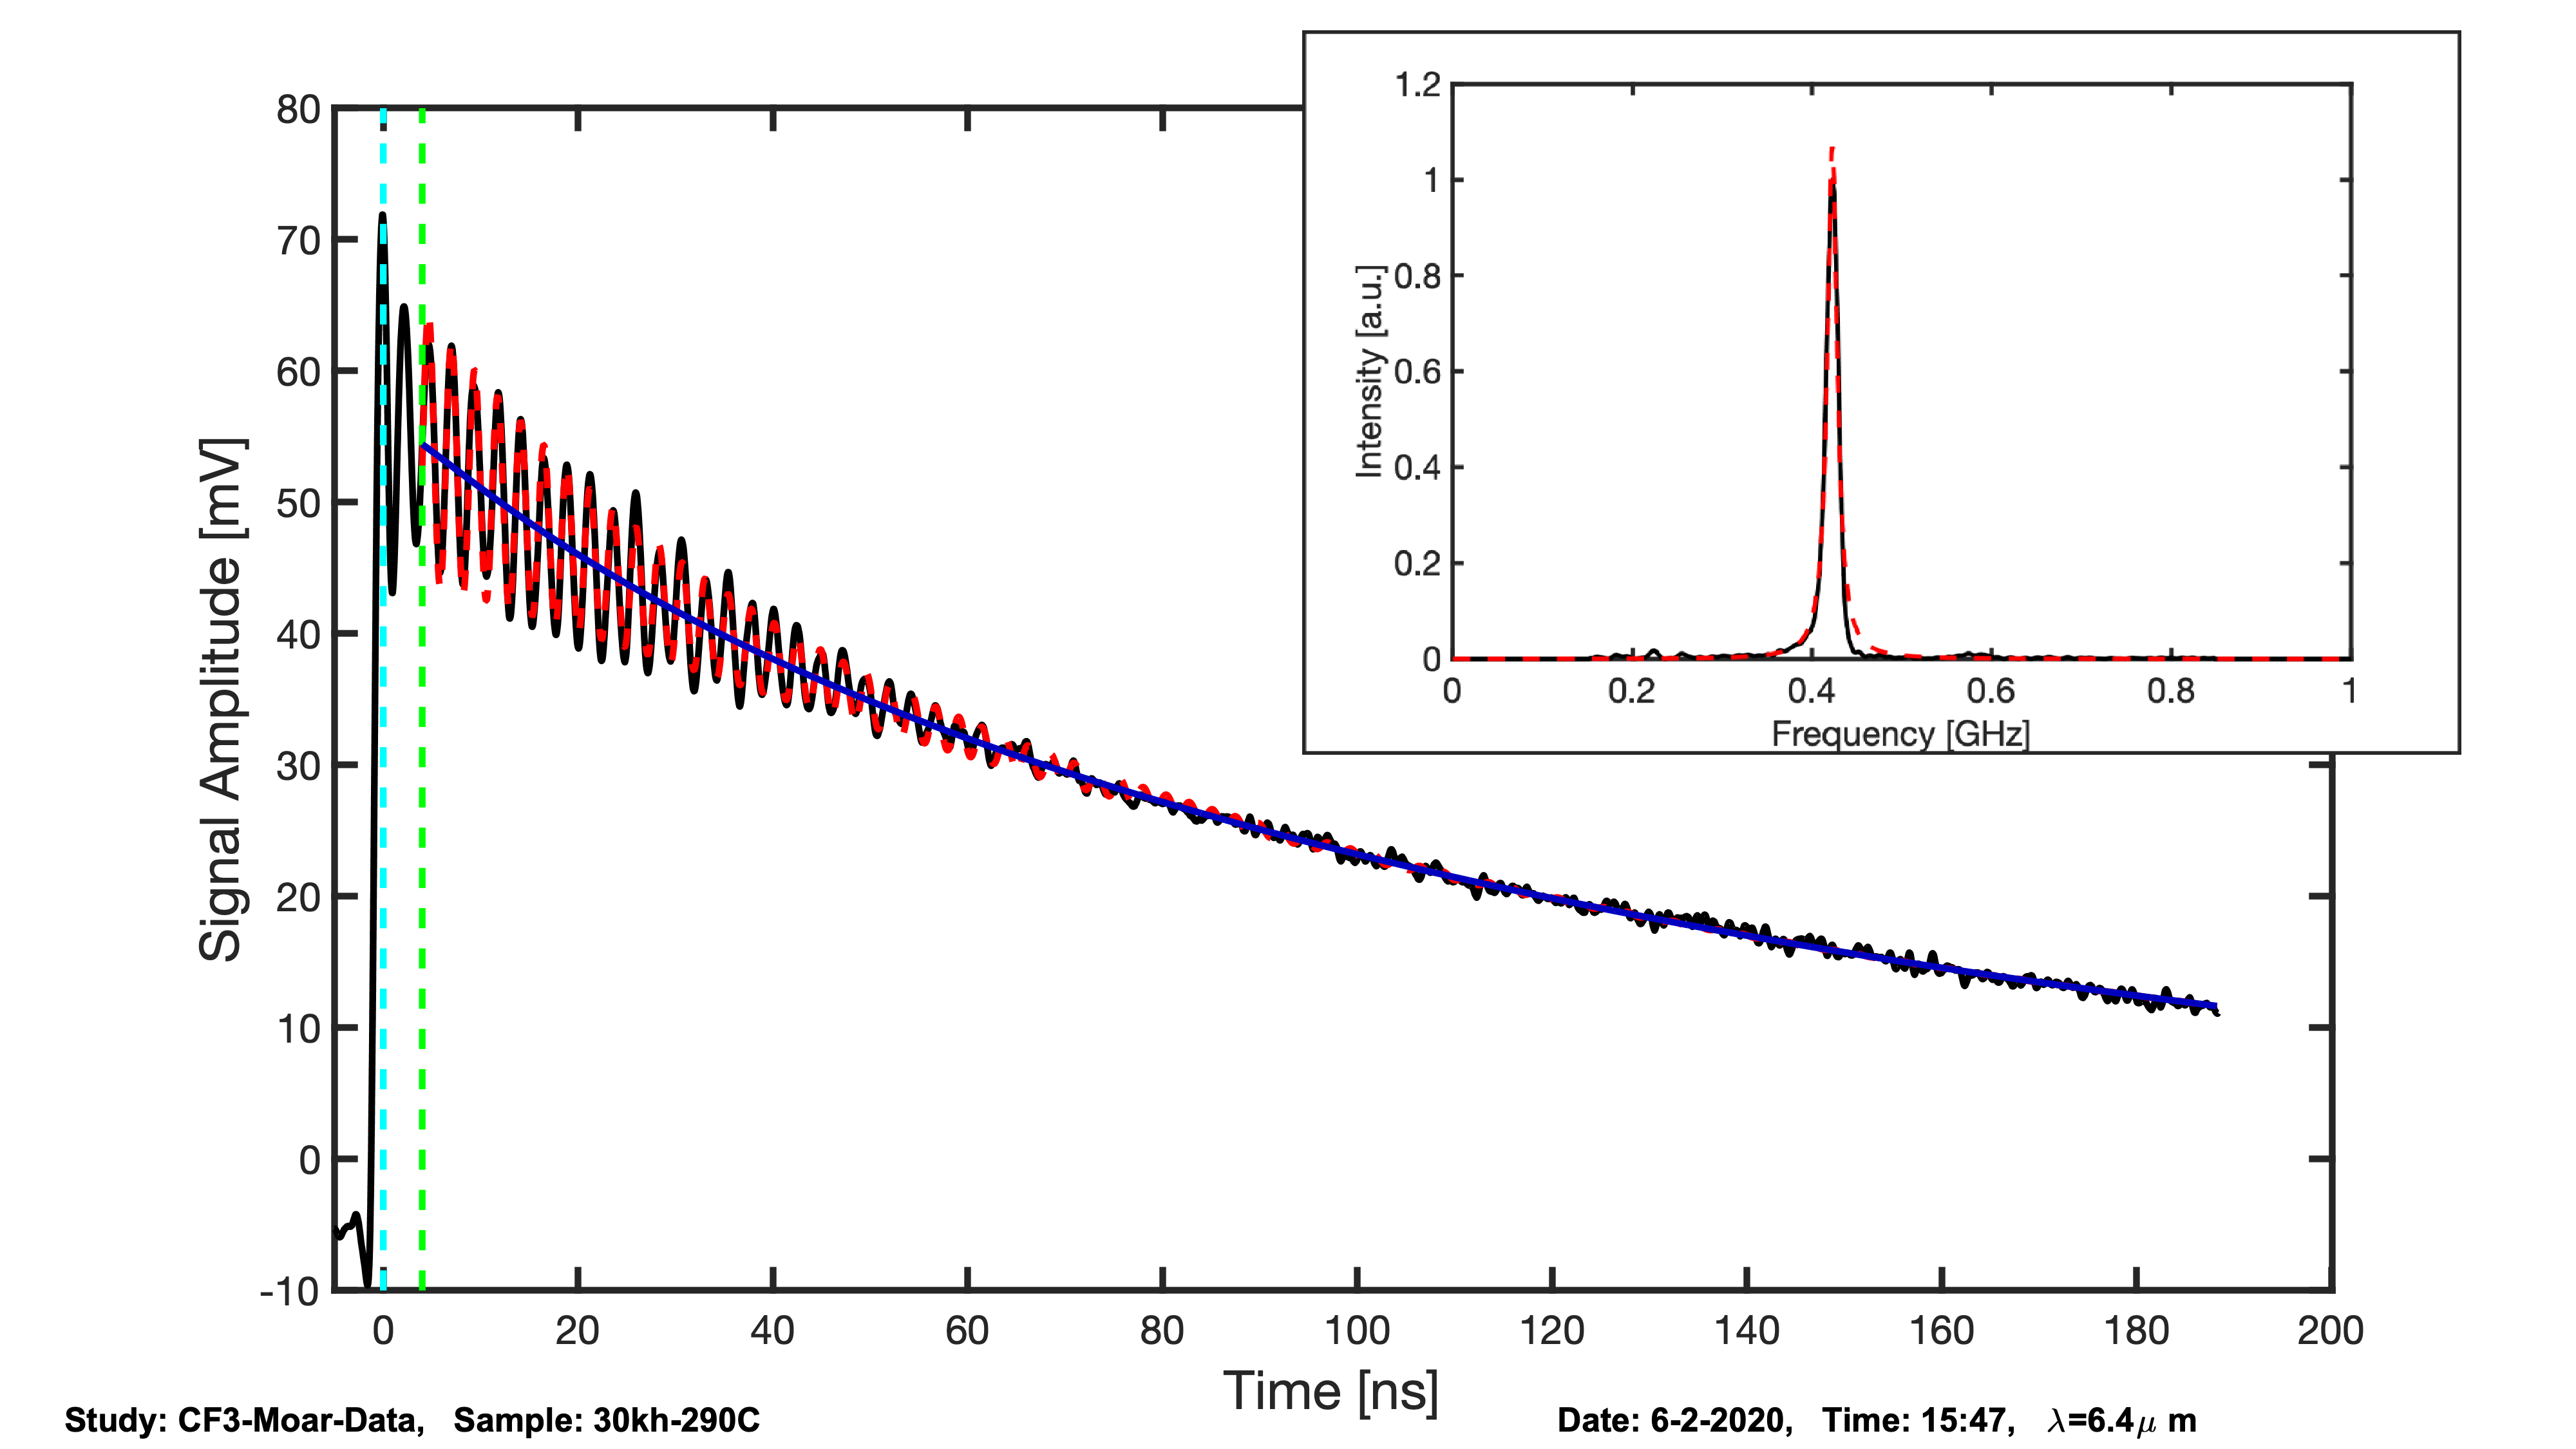 1.2
1
0.8
0.6
0.4
0.2
0
Intensity [a.u.]
0 0.2 0.4 0.6 0.8 1
Frequency [GHz]
80
70
60
50
40
30
20
10
0
-10
Signal Amplitude [mV]
0 20 40 60 80 100 120 140 160 180 200
Time [ns]
Study: CF3-Moar-Data, Sample: 30kh-290C
Date: 6-2-2020, Time: 15:47, λ=6.4μ m